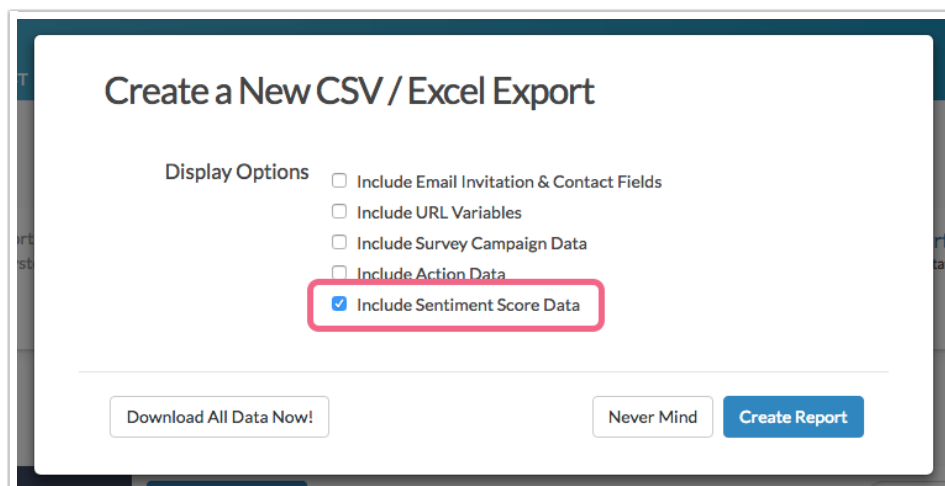 Create a New CSV / Excel Export
Display Options
Include Email Invitation & Contact Fields
Include URL Variables
Include Survey Campaign Data
Include Action Data
Include Sentiment Score Data
Download All Data Now!
Never Mind
Create Report